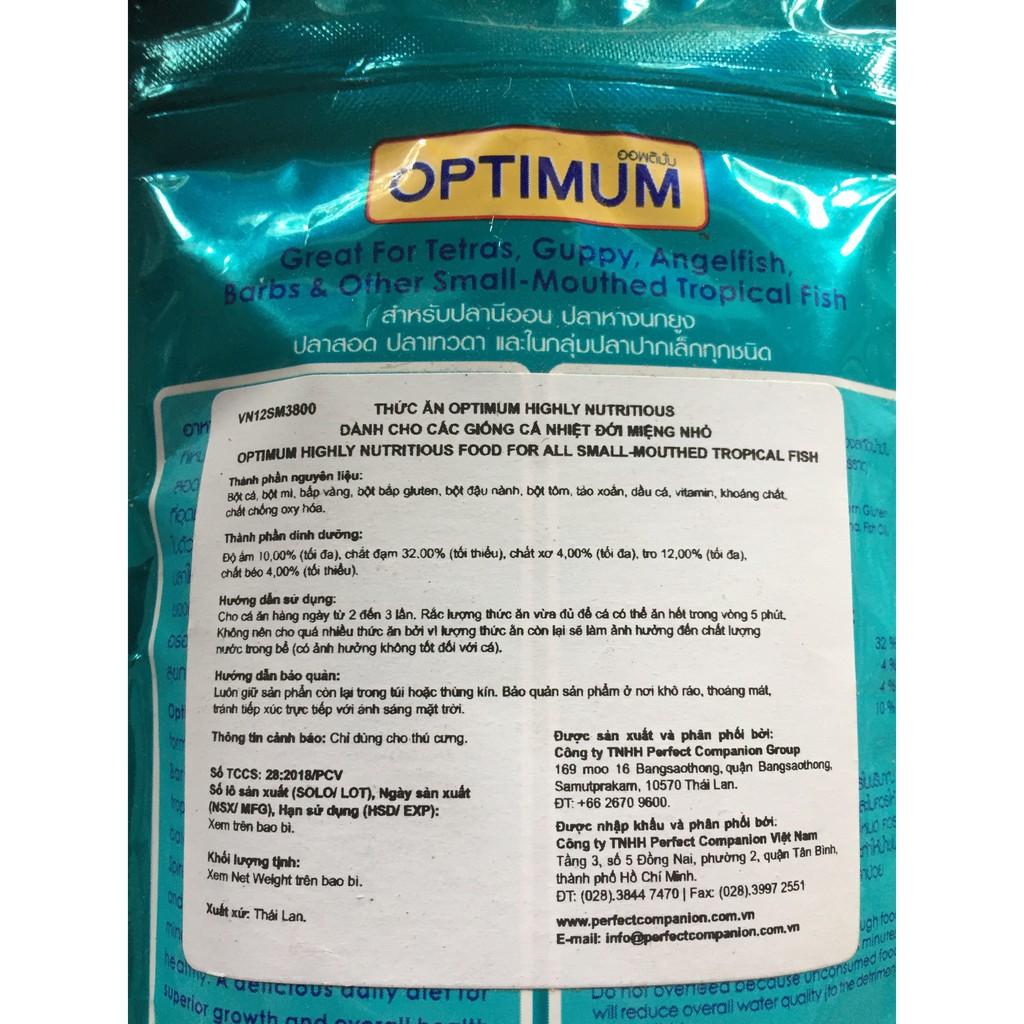 ออพติมั่ม
OPTIMUM
Great For Tetras, Guppy, Angelfish,
Barbs & Other Small-Mouthed Tropical Fish
สำหรับปลานีออน ปลาหางนกยูง
ปลาสอด ปลาเทวดา และในกลุ่มปลาปากเล็กทุกชนิด
VN12SM3800
THỨC ĂN OPTIMUM HIGHLY NUTRITIOUS
DÀNH CHO CÁC GIỐNG CÁ NHIỆT ĐỚI MIỆNG NHỎ
OPTIMUM HIGHLY NUTRITIOUS FOOD FOR ALL SMALL-MOUTHED TROPICAL FISH
Thành phần nguyên liệu:
Bột cá, bột mì, bắp vàng, bột bắp gluten, bột đậu nành, bột tôm, tảo xoắn, dầu cá, vitamin, khoáng chất,
chất chống oxy hóa.
Thành phần dinh dưỡng:
Độ ẩm 10,00% (tối đa), chất đạm 32.00% (tối thiểu), chất xơ 4,00% (tối đa), tro 12,00% (tối đa),
chất béo 4,00% (tối thiểu).
Hướng dẫn sử dụng:
Cho cá ăn hàng ngày từ 2 đến 3 lần. Rắc lượng thức ăn vừa đủ để cá có thể ăn hết trong vòng 5 phút.
Không nên cho quá nhiều thức ăn bởi vì lượng thức ăn còn lại sẽ làm ảnh hưởng đến chất lượng
nước trong bể (có ảnh hưởng không tốt đối với cá).
Hướng dẫn bảo quản:
Luôn giữ sản phẩn còn lại trong túi hoặc thùng kín. Bảo quản sản phẩm ở nơi khô ráo, thoáng mát,
tránh tiếp xúc trực tiếp với ánh sáng mặt trời.
Thông tin cảnh báo: Chỉ dùng cho thú cưng.
Số TCCS: 28:2018/PCV
Số lô sản xuất (SOLO/ LOT), Ngày sản xuất
(NSX/ MFG), Hạn sử dụng (HSD/ EXP):
Xem trên bao bì.
Khối lượng tịnh:
Xem Net Weight trên bao bì.
Xuất xứ: Thái Lan.
Được sản xuất và phân phối bởi:
Công ty TNHH Perfect Companion Group
169 moo 16 Bangsaothong, quận Bangsaothong,
Samutprakarn, 10570 Thái Lan.
ĐT: +66 2670 9600.
Được nhập khẩu và phân phối bởi:
Công ty TNHH Perfect Companion Việt Nam
Tầng 3, số 5 Đồng Nai, phường 2, quận Tân Bình,
thành phố Hồ Chí Minh.
ĐT: (028).3844 7470 | Fax: (028).3997 2551
www.perfectcompanion.com.vn
E-mail: info@perfectcompanion.com.vn
32 %
4 %
4 %
10 %
healthy. A delicious daily diet for
superior growth and overall health
Do not overfeed because unconsumed food
will reduce overall water quality (to the